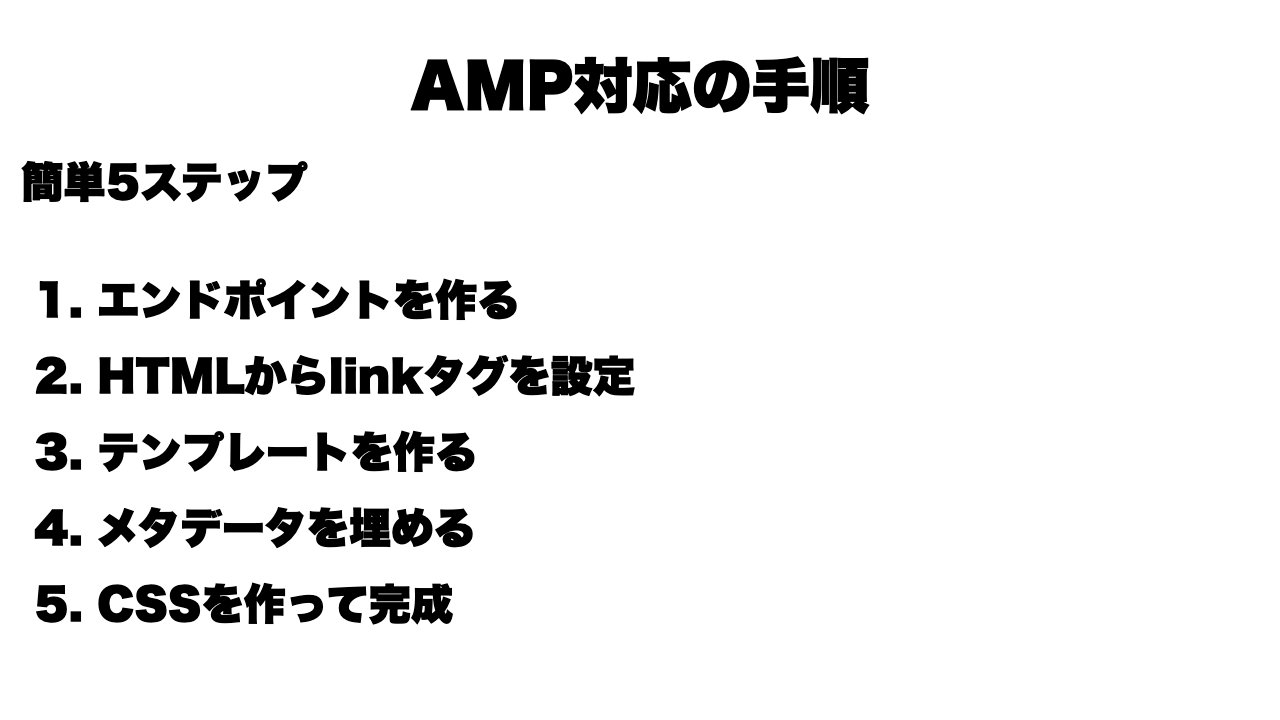 AMP対応の手順
簡単5ステップ
1. エンドポイントを作る
2. HTMLからlinkタグを設定
3. テンプレートを作る
4. メタデータを埋める
5. CSSを作って完成